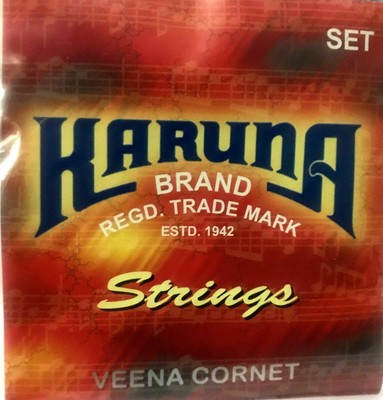 SET
KARUNA
BRAND
REGD. TRADE MARK
ESTD. 1942
Strings
VEENA CORNET